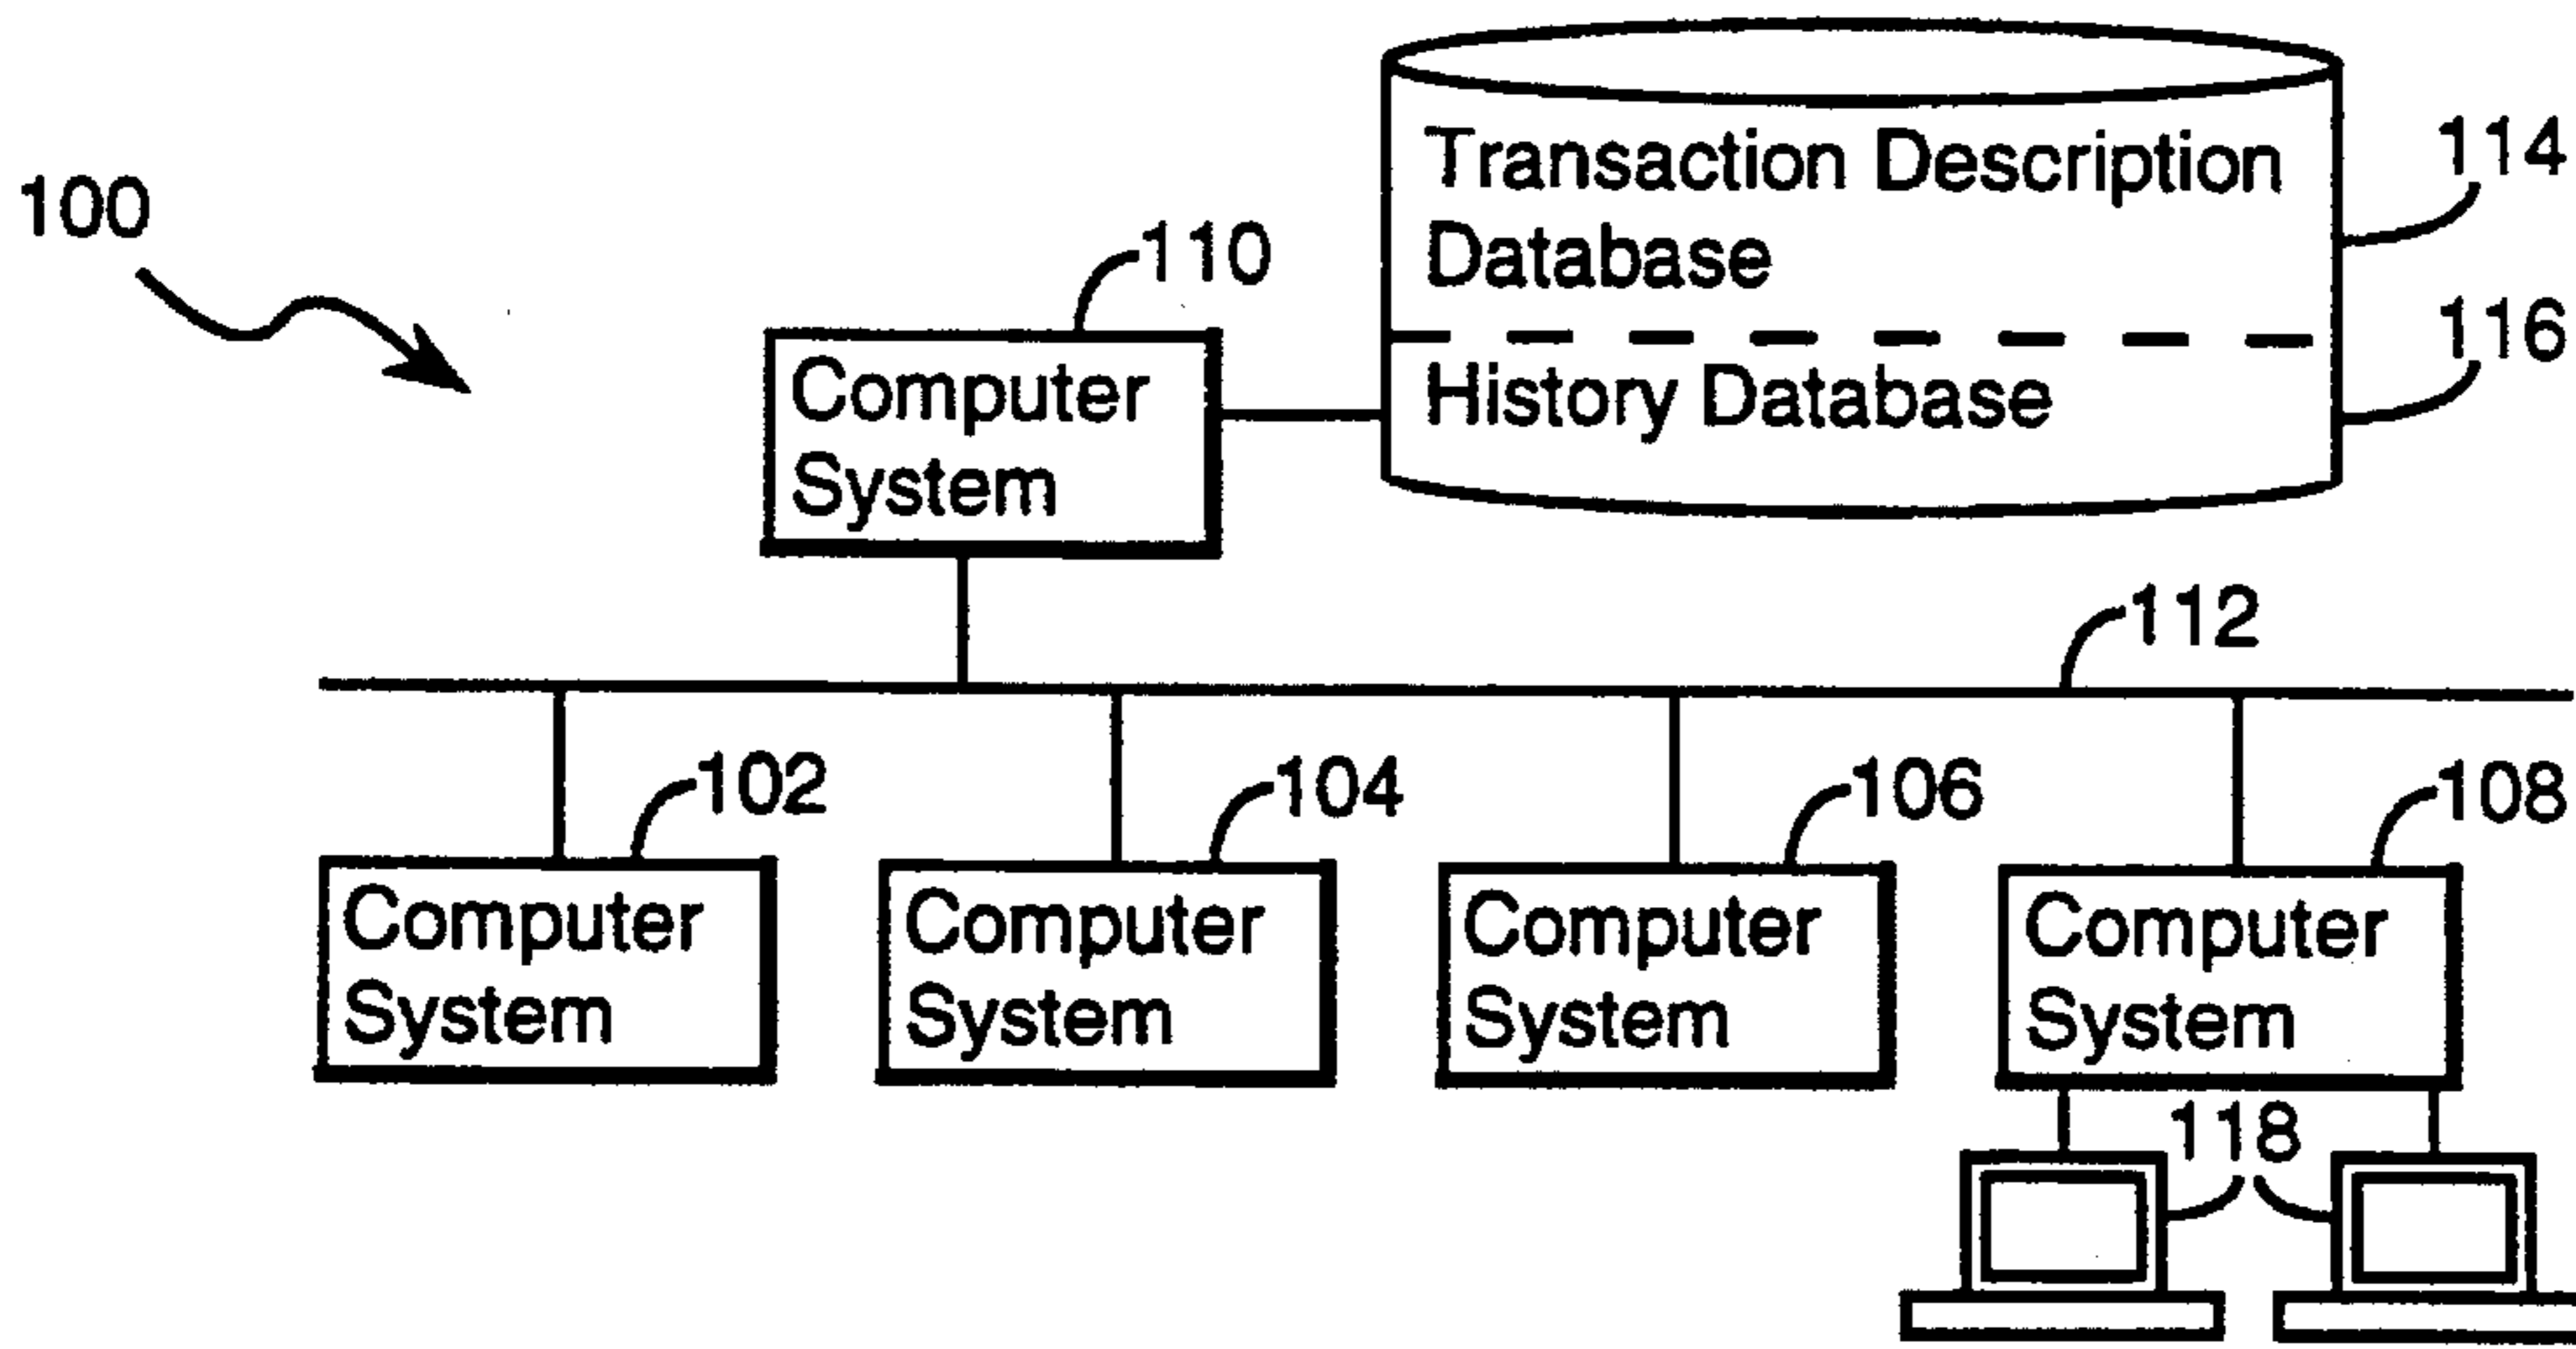 100
110
Computer
System
Transaction Description
Database
History Database
114
116
112
102
Computer
System
104
Computer
System
106
Computer
System
108
Computer
System
118